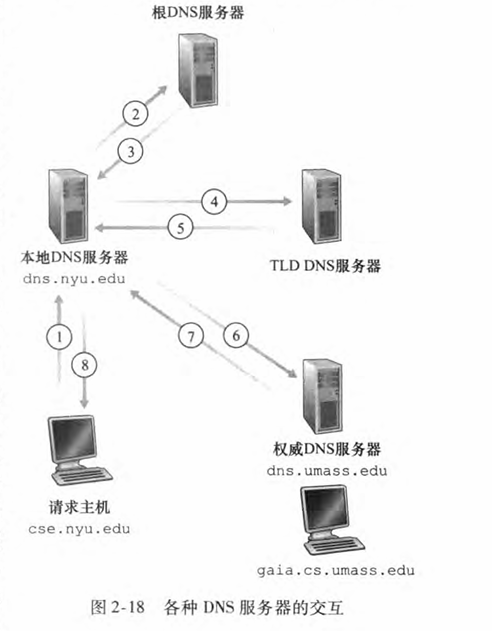 根DNS服务器
2
3
4
5
本地DNS服务器
dns.nyu.edu
TLD DNS服务器
1
8
7
6
权威DNS服务器
dns.umass.edu
请求主机
cse.nyu.edu
gaia.cs.umass.edu
图 2-18 各种 DNS 服务器的交互